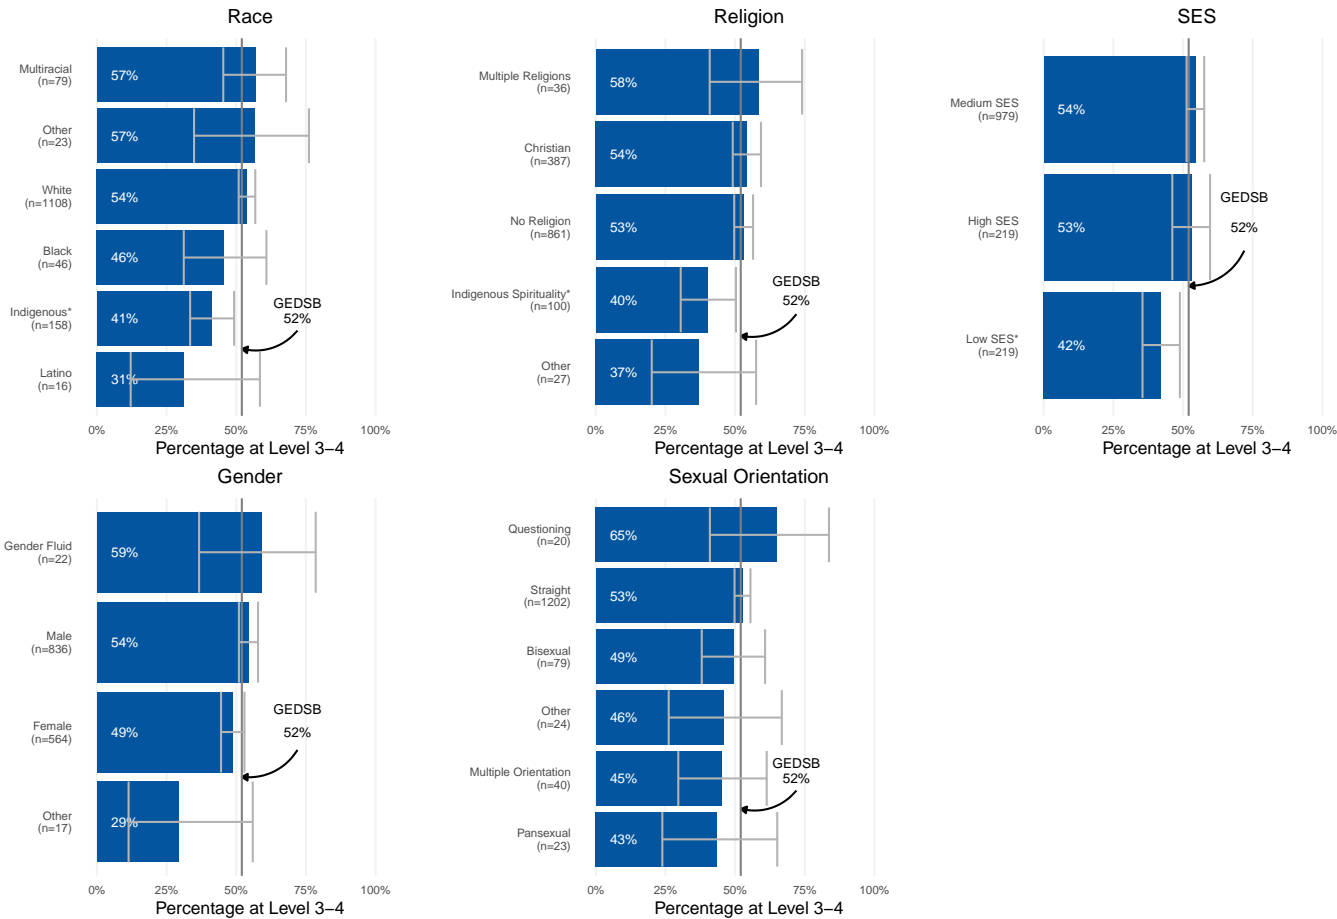 Race
Multiracial
(n=79)
57%
Other
(n=23)
57%
White
(n=1108)
54%
Black
(n=46)
46%
Indigenous*
(n=158)
41%
Latino
(n=16)
31%
GEDSB
52%
0%
25%
50%
75%
100%
Percentage at Level 3−4
Religion
Multiple Religions
(n=36)
58%
Christian
(n=387)
54%
No Religion
(n=861)
53%
Indigenous Spirituality*
(n=100)
40%
Other
(n=27)
37%
GEDSB
52%
0%
25%
50%
75%
100%
Percentage at Level 3−4
SES
Medium SES
(n=979)
54%
High SES
(n=219)
53%
Low SES*
(n=219)
42%
GEDSB
52%
0%
25%
50%
75%
100%
Percentage at Level 3−4
Gender
Gender Fluid
(n=22)
59%
Male
(n=836)
54%
Female
(n=564)
49%
Other
(n=17)
29%
GEDSB
52%
0%
25%
50%
75%
100%
Percentage at Level 3−4
Sexual Orientation
Questioning
(n=20)
65%
Straight
(n=1202)
53%
Bisexual
(n=79)
49%
Other
(n=24)
46%
Multiple Orientation
(n=40)
45%
Pansexual
(n=23)
43%
GEDSB
52%
0%
25%
50%
75%
100%
Percentage at Level 3−4